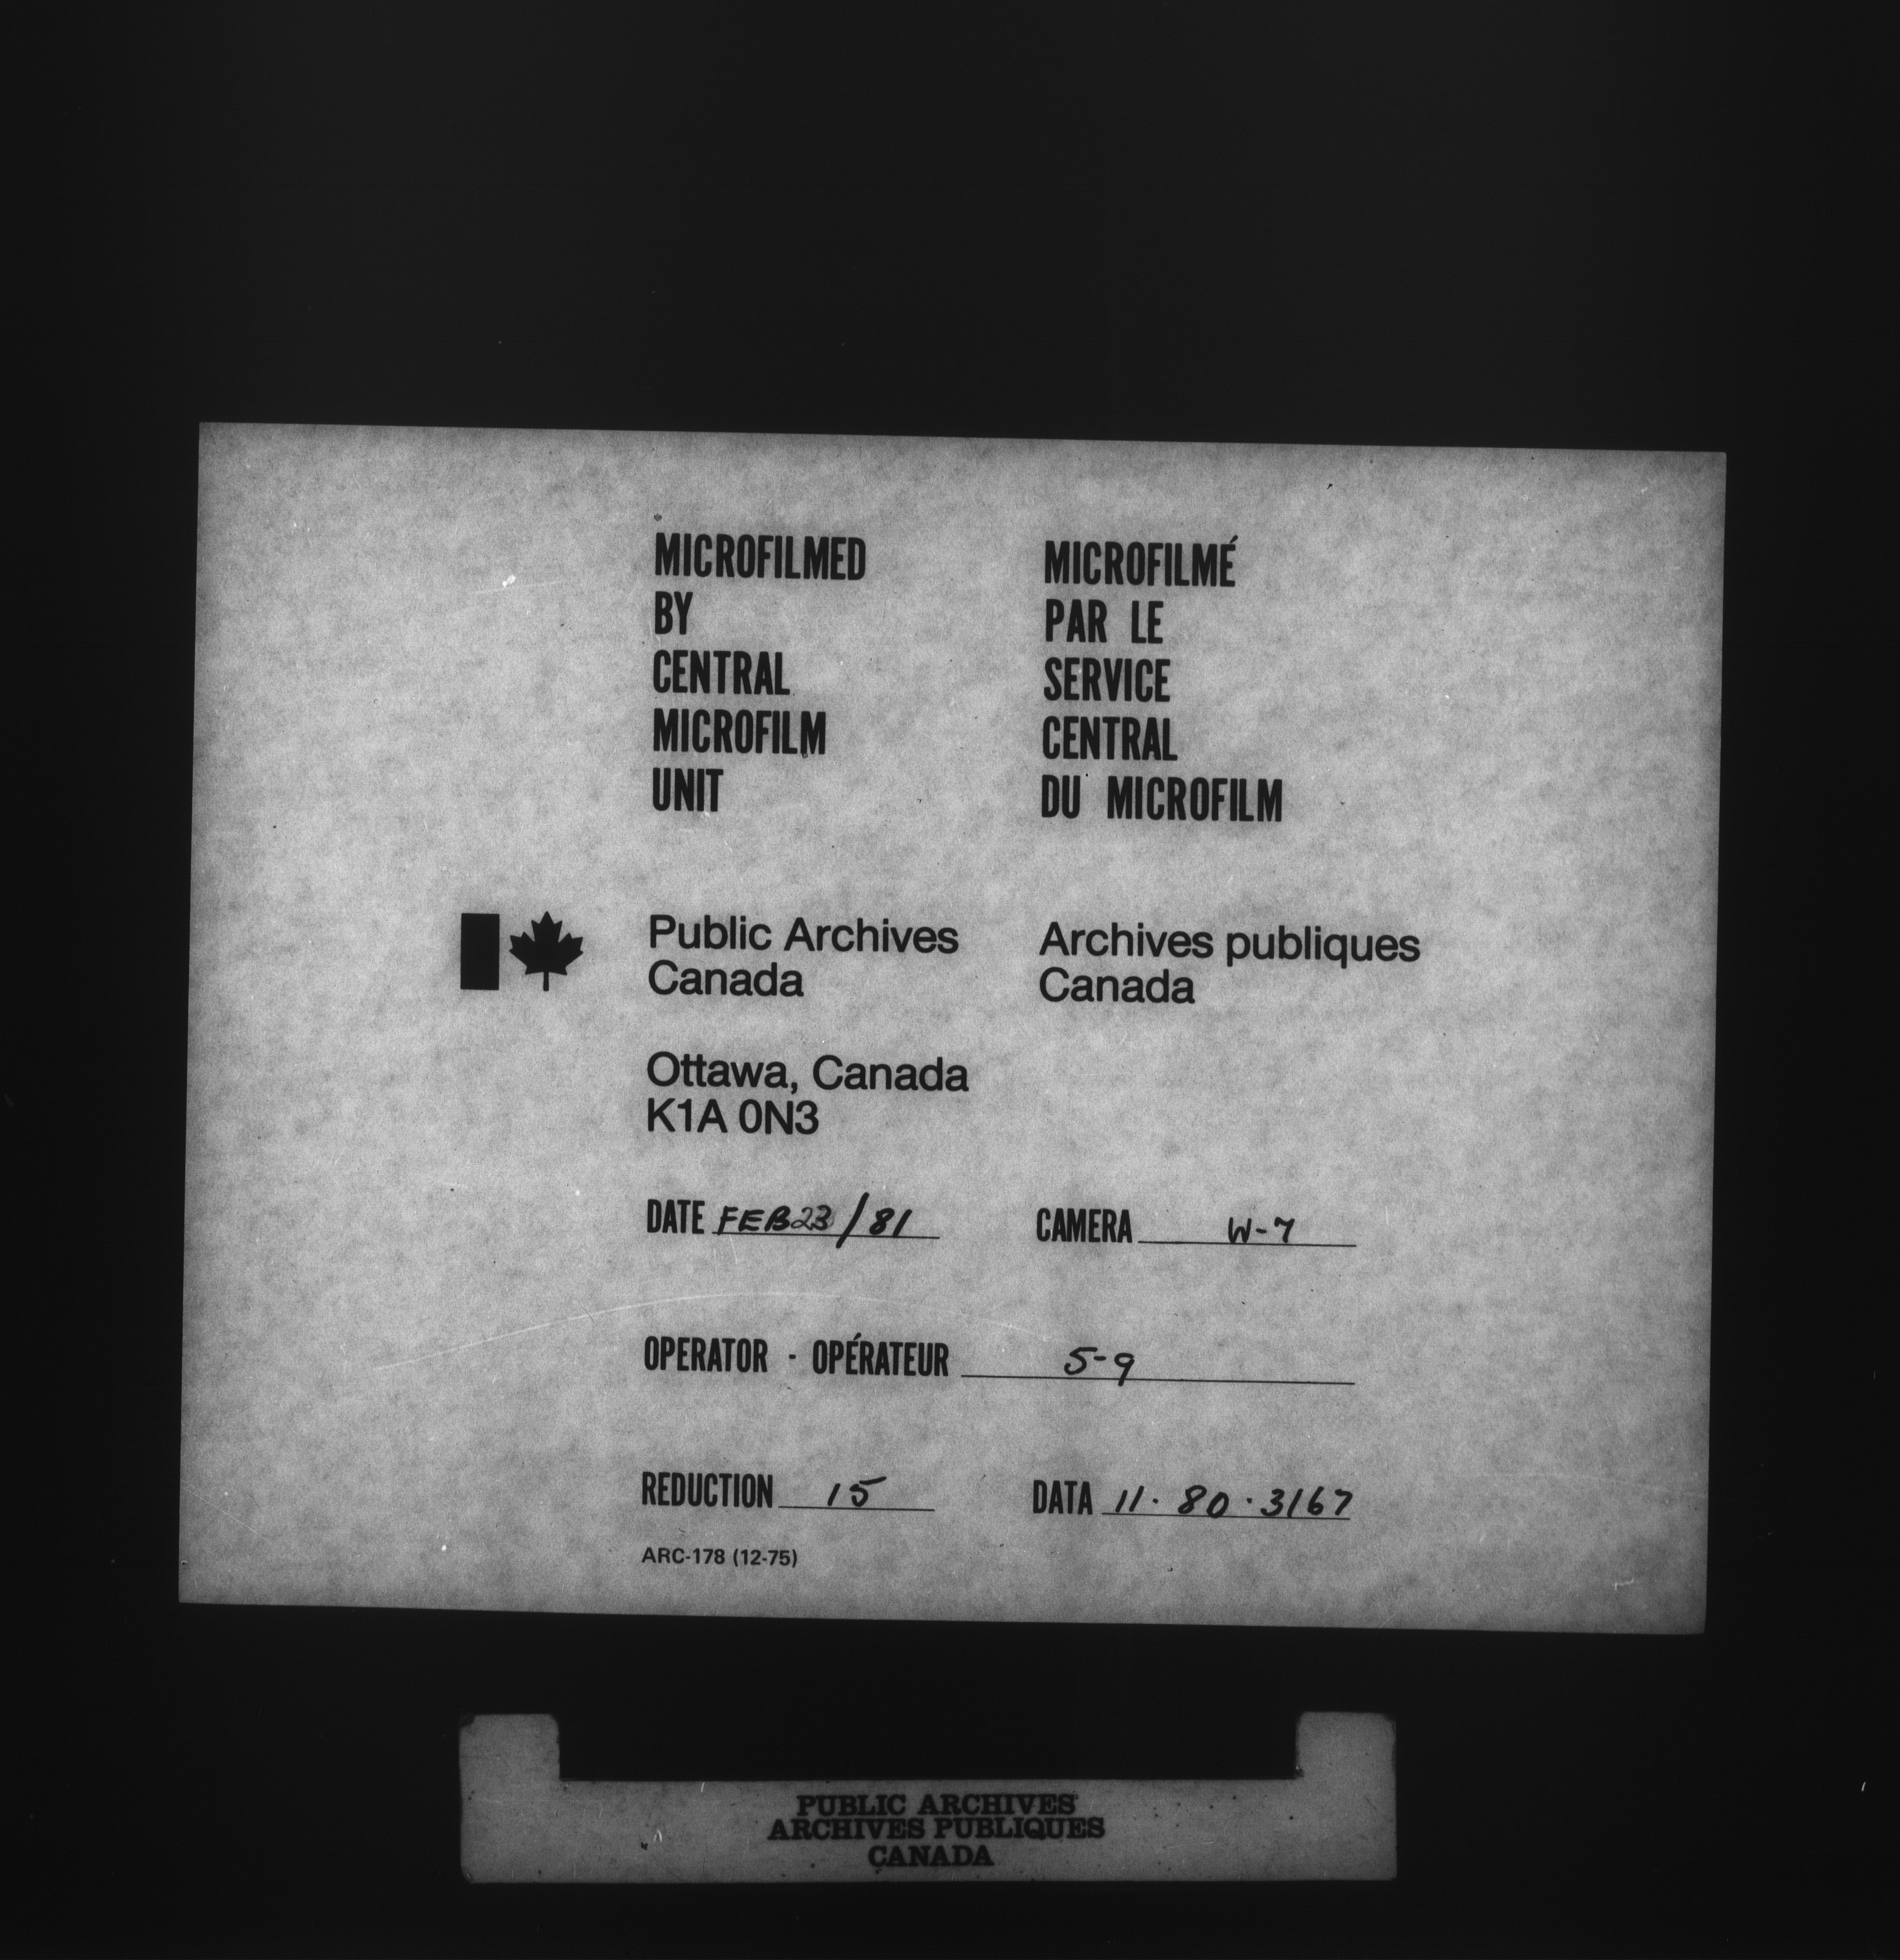 MICROFILMED
BY
CENTRAL
MICROFILM
UNIT
MICROFILMÉ
PAR LE
SERVICE
CENTRAL
DU MICROFILM
Public Archives
Canada
Archives publiques
Canada
Ottawa, Canada
K1A 0N3
DATE FEB 23/81
CAMERA W-7
OPERATOR - OPÉRATEUR 5-9
REDUCTION 15
DATA 11·80·3167
ARC-178 (12-75)
PUBLIC ARCHIVES
ARCHIVES PUBLIQUES
CANADA